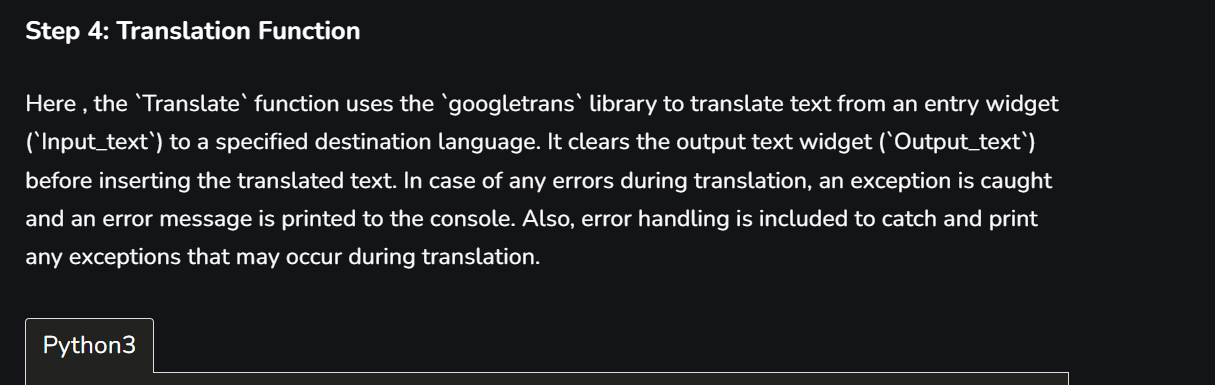 Step 4: Translation Function
Here , the `Translate` function uses the `googletrans` library to translate text from an entry widget
(`Input_text`) to a specified destination language. It clears the output text widget (`Output_text`)
before inserting the translated text. In case of any errors during translation, an exception is caught
and an error message is printed to the console. Also, error handling is included to catch and print
any exceptions that may occur during translation.
Python3